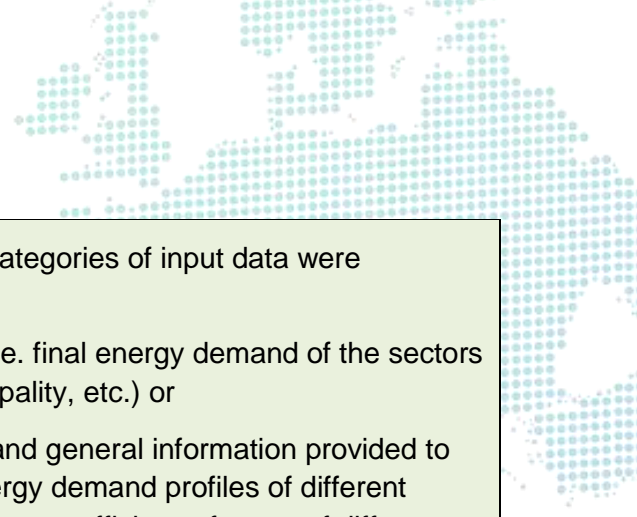 ategories of input data were
e. final energy demand of the sectors
pality, etc.) or
and general information provided to
ergy demand profiles of different